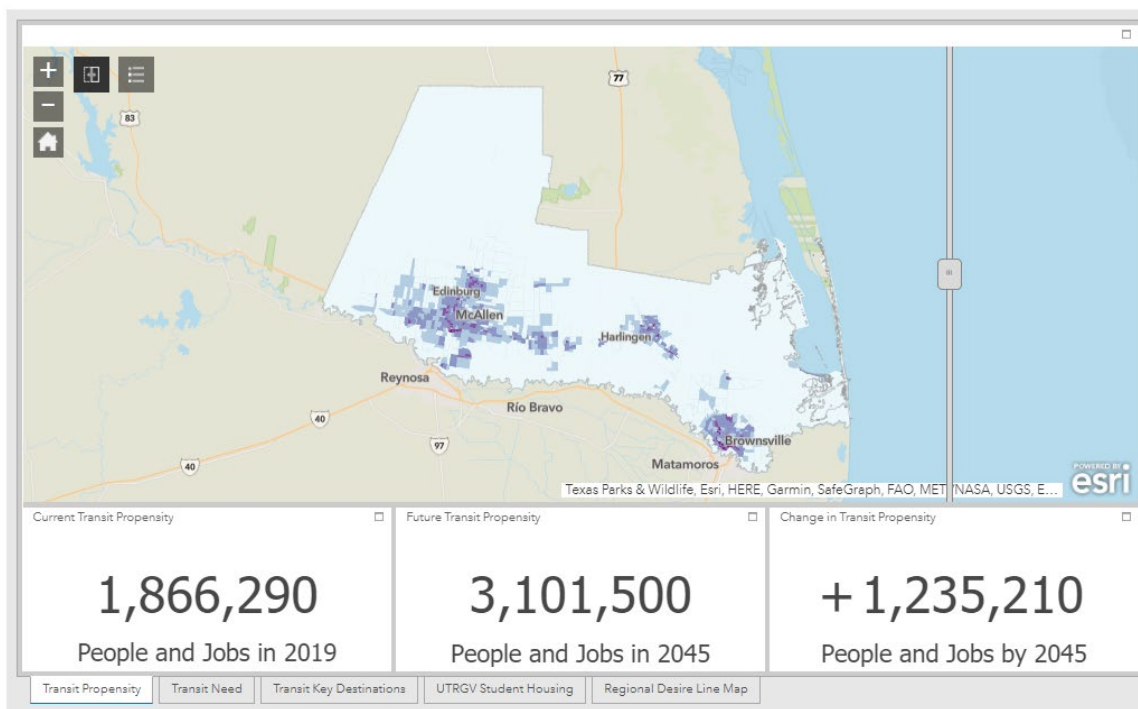 +
−
77
83
Edinburg
McAllen
Harlingen
Reynosa
Río Bravo
40
97
Brownsville
40
Matamoros
POWERED BY
esri
Texas Parks & Wildlife, Esri, HERE, Garmin, SafeGraph, FAO, METI/NASA, USGS, E...
Current Transit Propensity
1,866,290
People and Jobs in 2019
Future Transit Propensity
3,101,500
People and Jobs in 2045
Change in Transit Propensity
+1,235,210
People and Jobs by 2045
Transit Propensity
Transit Need
Transit Key Destinations
UTRGV Student Housing
Regional Desire Line Map